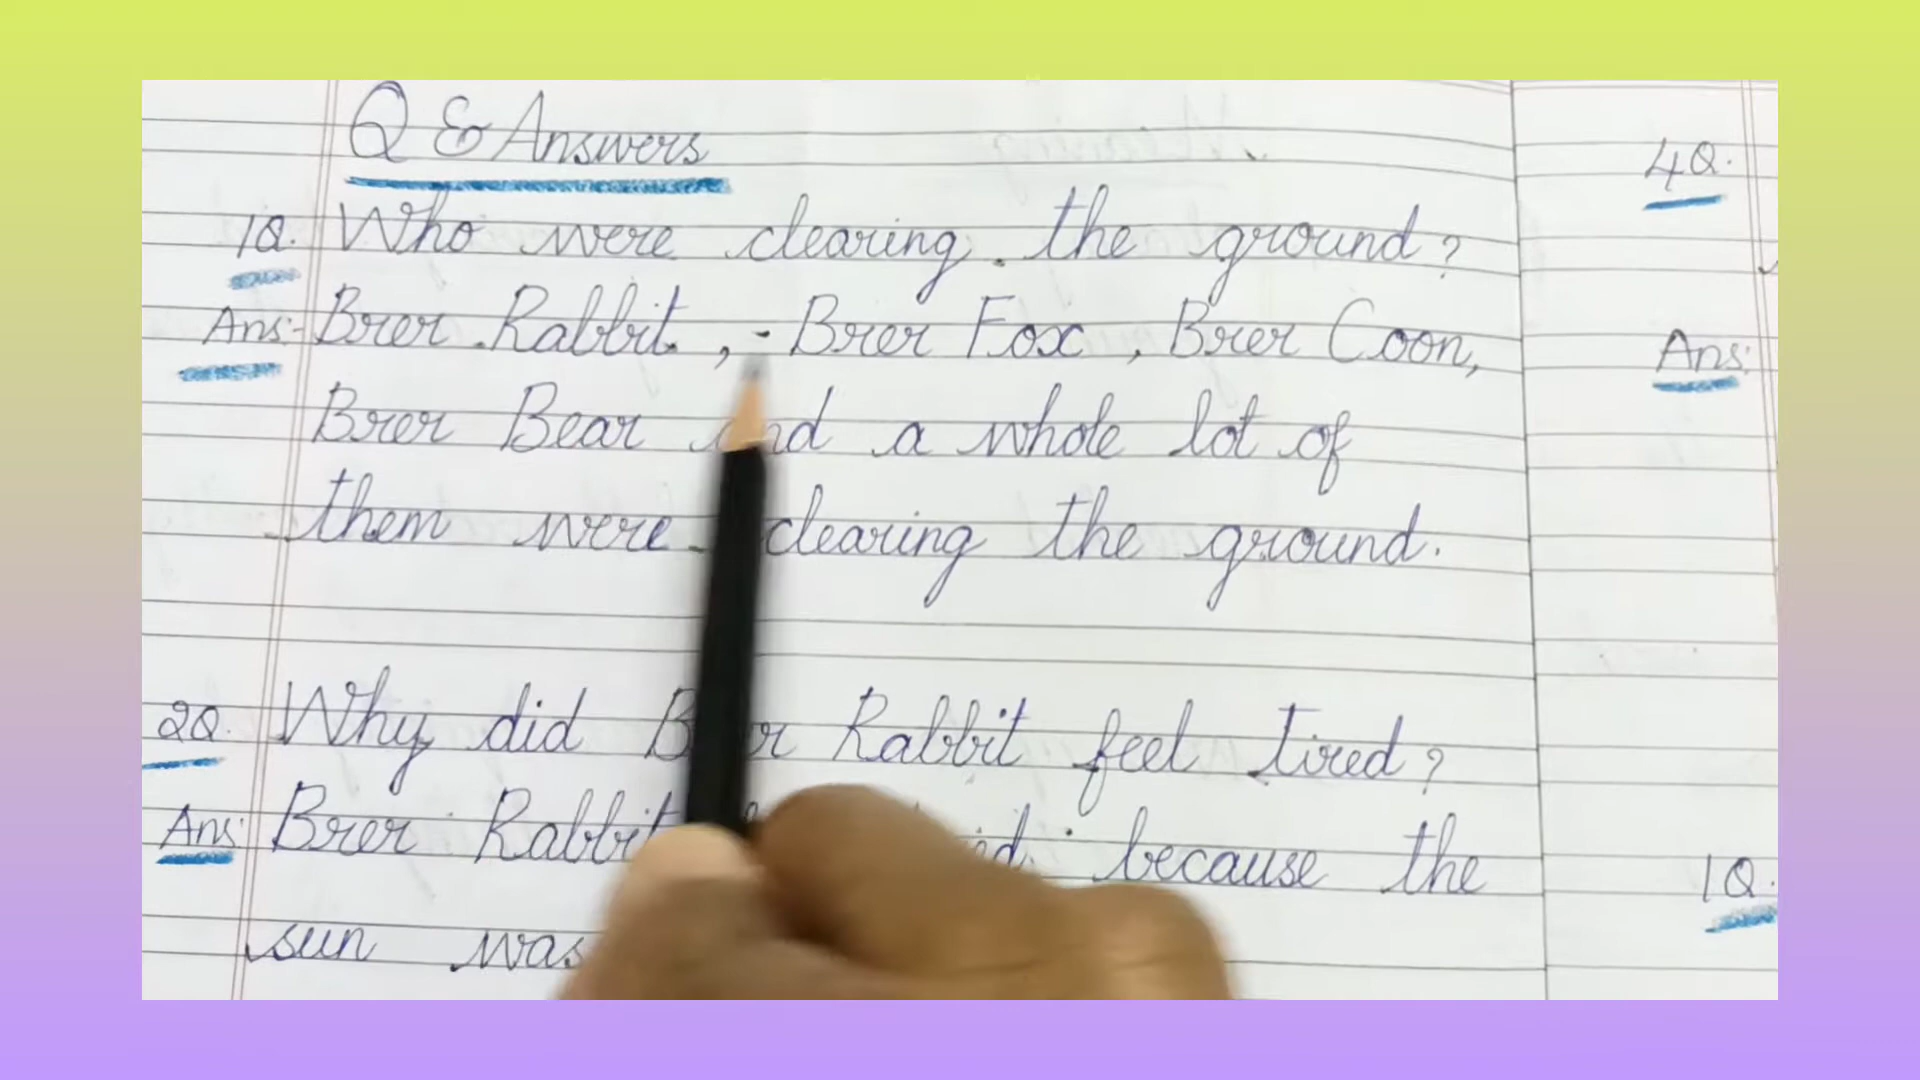 Q & Answers
1Q. Who were clearing the ground?
Ans:- Brer Rabbit, - Brer Fox, Brer Coon,
Brer Bear and a whole lot of
them were clearing the ground.
2Q. Why did Brer Rabbit feel tired?
Ans: Brer Rabbit because the
sun was
4Q.
Ans:
1Q.